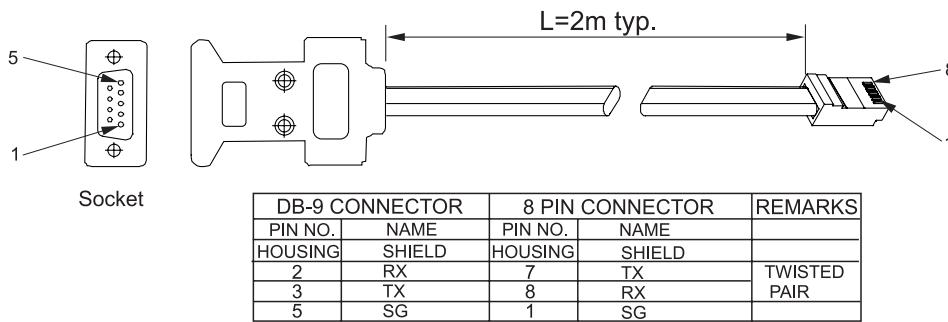 L=2m typ.
5
1
8
Socket
DB-9 CONNECTOR 8 PIN CONNECTOR REMARKS
PIN NO. NAME PIN NO. NAME
HOUSING SHIELD HOUSING SHIELD
2 RX 7 TX TWISTED
3 TX 8 RX PAIR
5 SG 1 SG